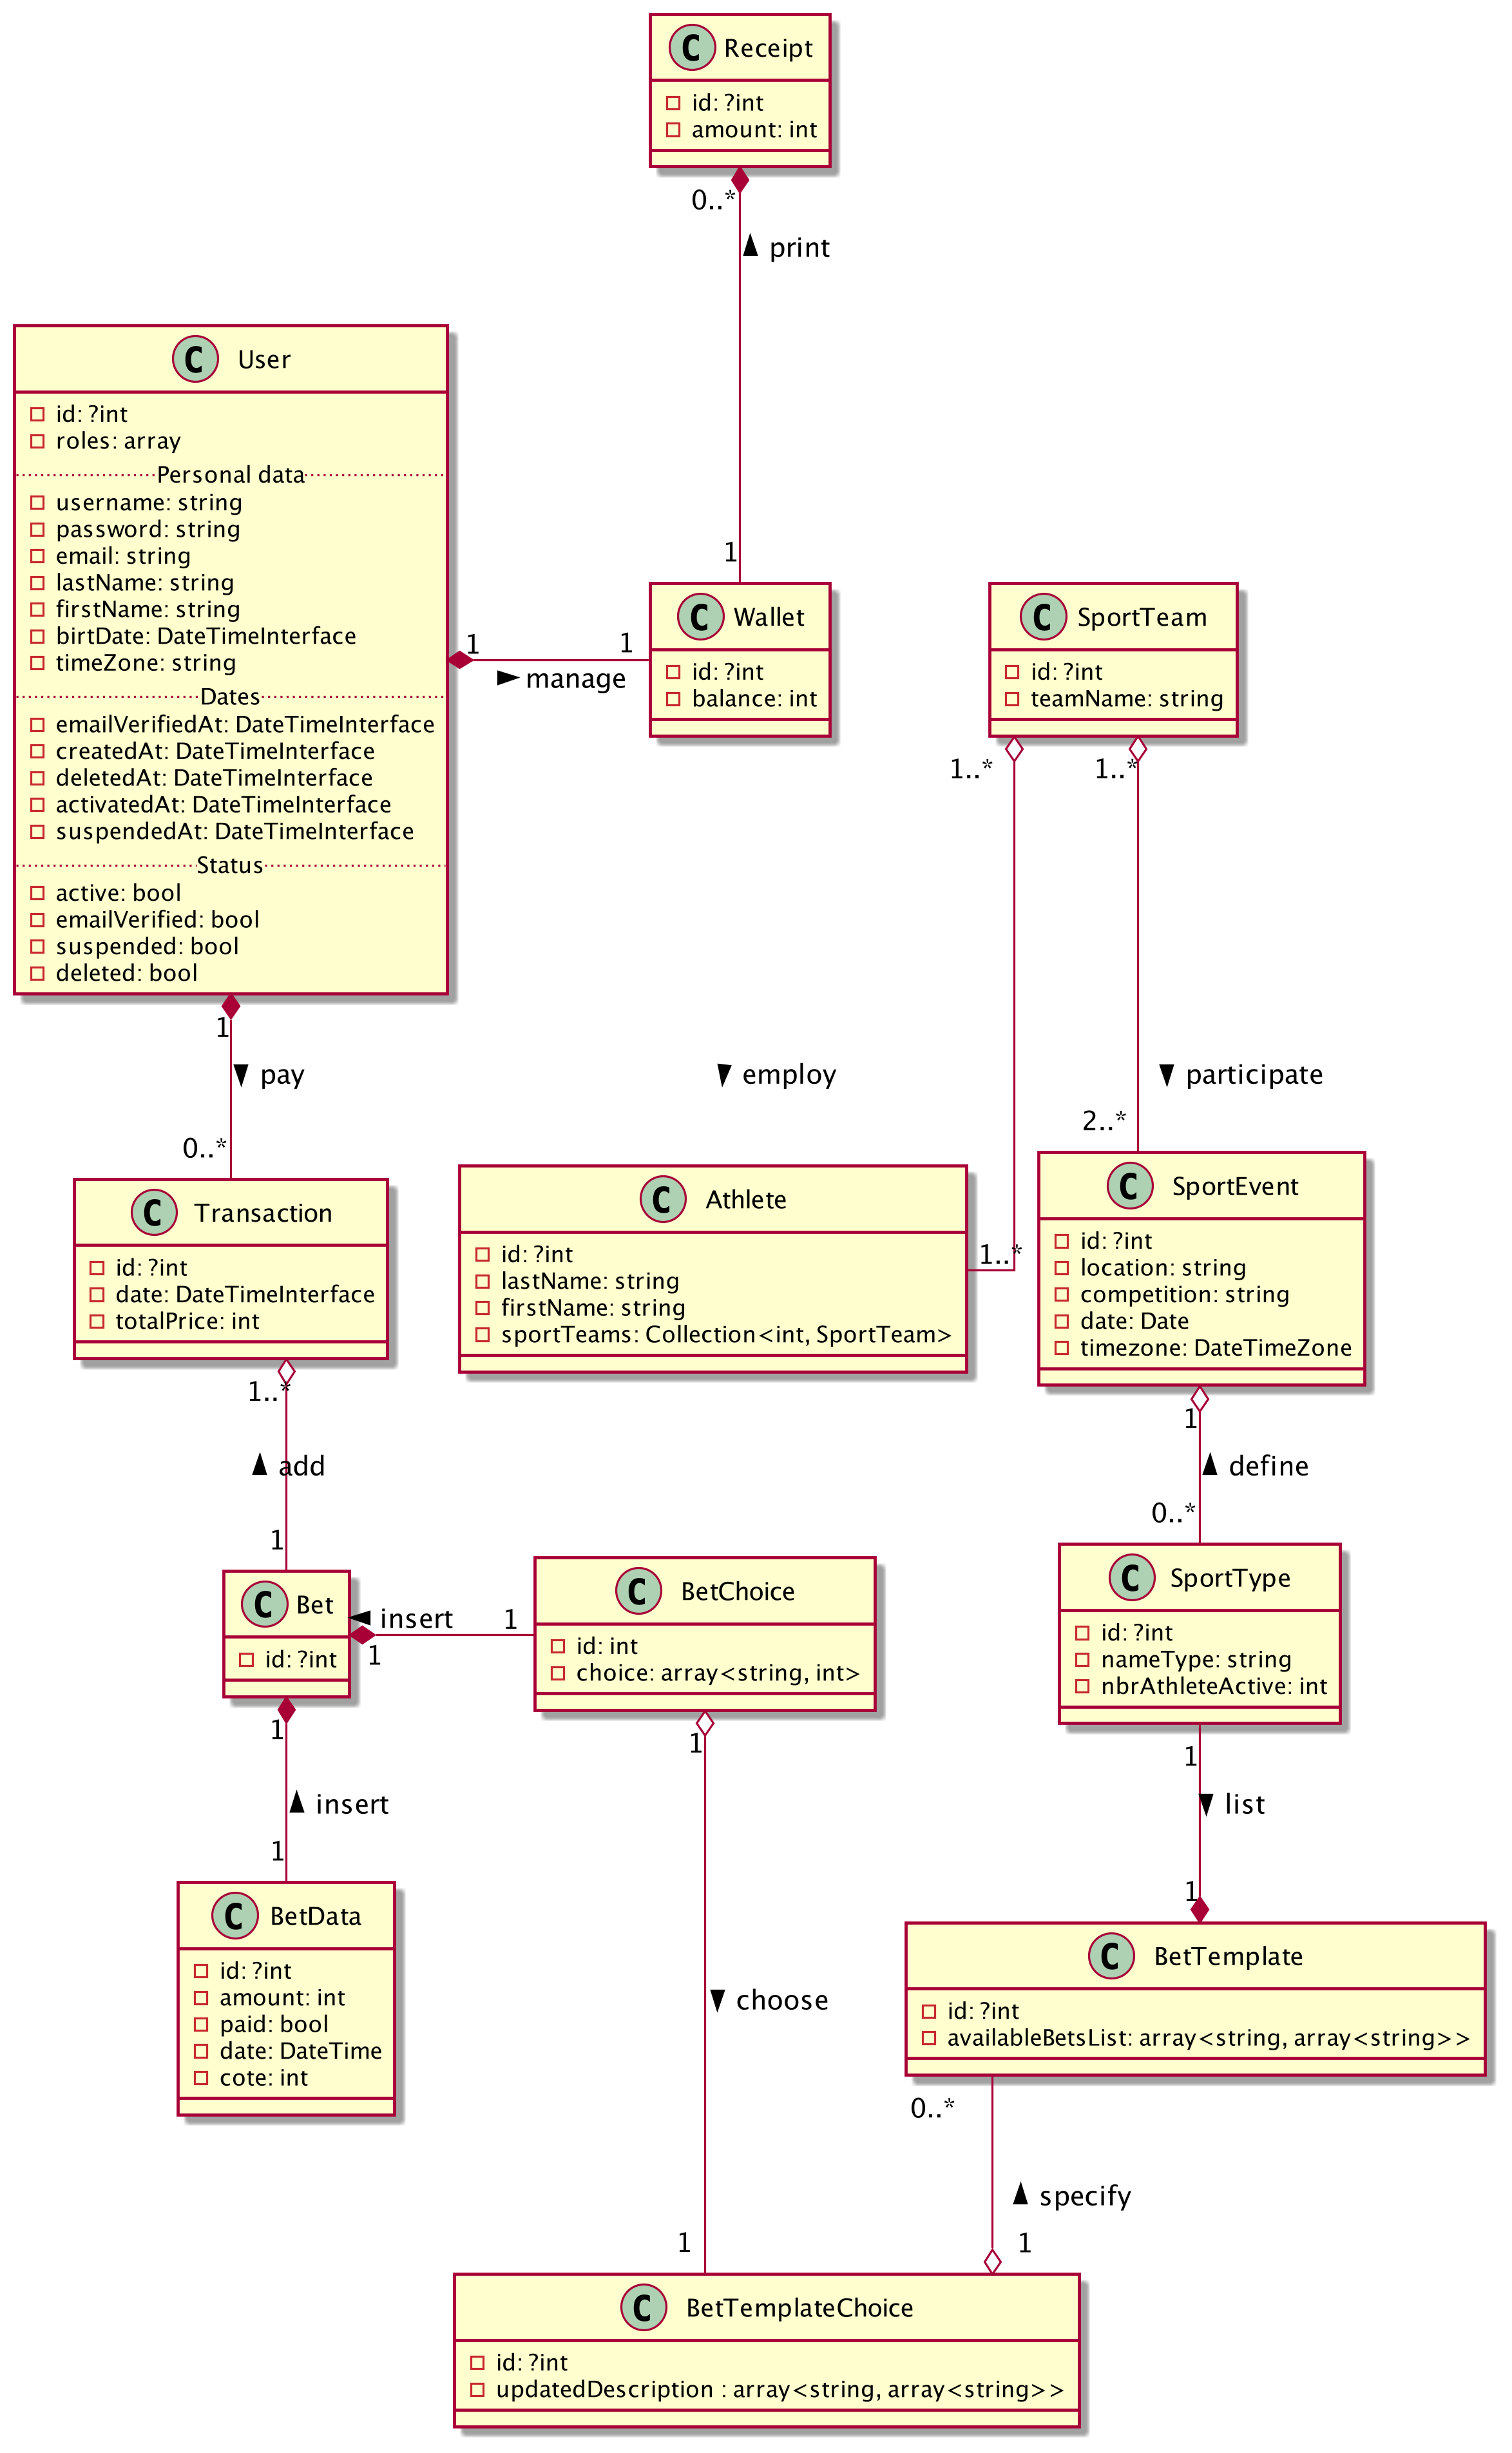 C Receipt
id: ?int
amount: int
0..*
print
1
C User
id: ?int
roles: array
Personal data
username: string
password: string
email: string
lastName: string
firstName: string
birtDate: DateTimeInterface
timeZone: string
Dates
emailVerifiedAt: DateTimeInterface
createdAt: DateTimeInterface
deletedAt: DateTimeInterface
activatedAt: DateTimeInterface
suspendedAt: DateTimeInterface
Status
active: bool
emailVerified: bool
suspended: bool
deleted: bool
1 1
manage
C Wallet
id: ?int
balance: int
C SportTeam
id: ?int
teamName: string
1..* 1..*
1
pay
0..*
employ
participate
2..*
1..*
C Transaction
id: ?int
date: DateTimeInterface
totalPrice: int
C Athlete
id: ?int
lastName: string
firstName: string
sportTeams: Collection<int, SportTeam>
C SportEvent
id: ?int
location: string
competition: string
date: Date
timezone: DateTimeZone
1..*
add
1
1
define
0..*
C Bet
id: ?int
insert
1 1
C BetChoice
id: int
choice: array<string, int>
C SportType
id: ?int
nameType: string
nbrAthleteActive: int
1
insert
1
1
1
list
1
C BetData
id: ?int
amount: int
paid: bool
date: DateTime
cote: int
choose
C BetTemplate
id: ?int
availableBetsList: array<string, array<string>>
0..*
specify
1 1
C BetTemplateChoice
id: ?int
updatedDescription : array<string, array<string>>